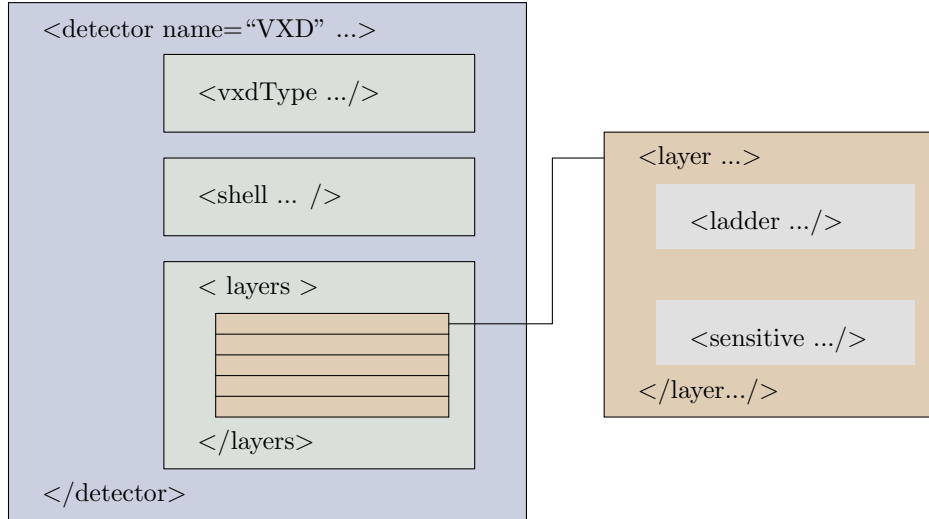 <detector name=“VXD” ...>
<vxdType .../>
<shell ... />
< layers >
</layers>
</detector>
<layer ...>
<ladder .../>
<sensitive .../>
</layer.../>